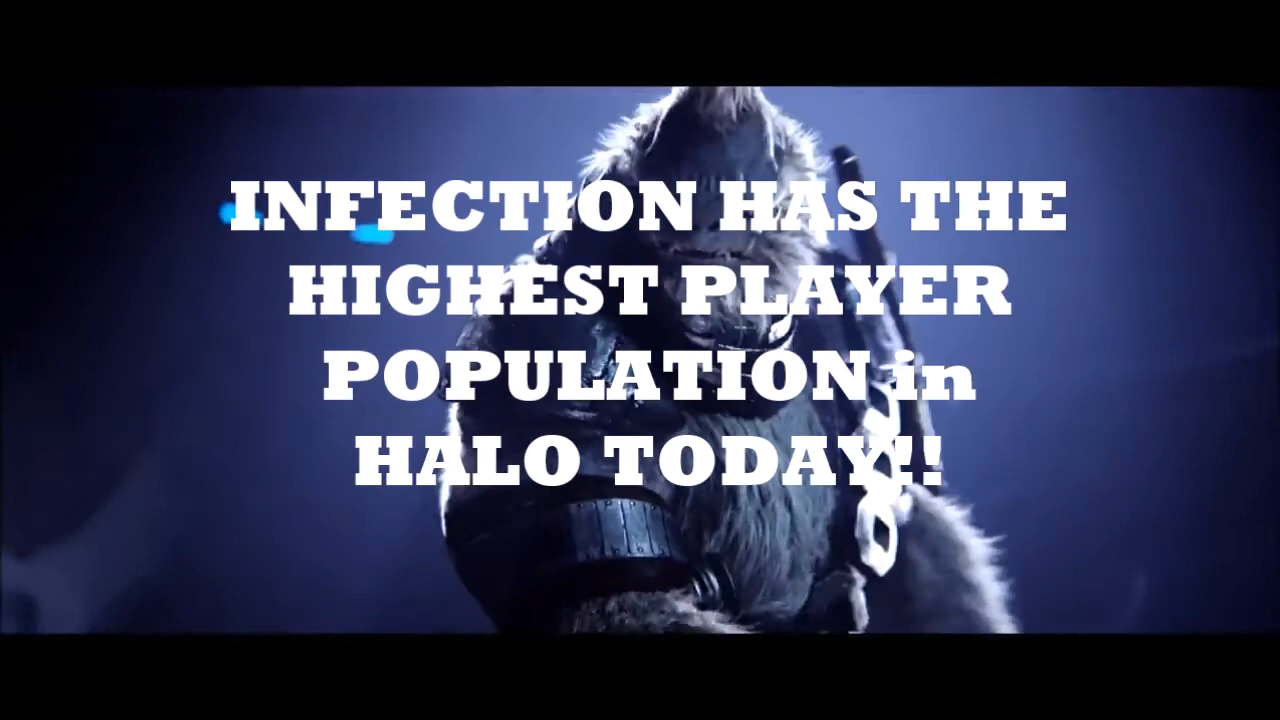 INFECTION HAS THE
HIGHEST PLAYER
POPULATION in
HALO TODAY!!